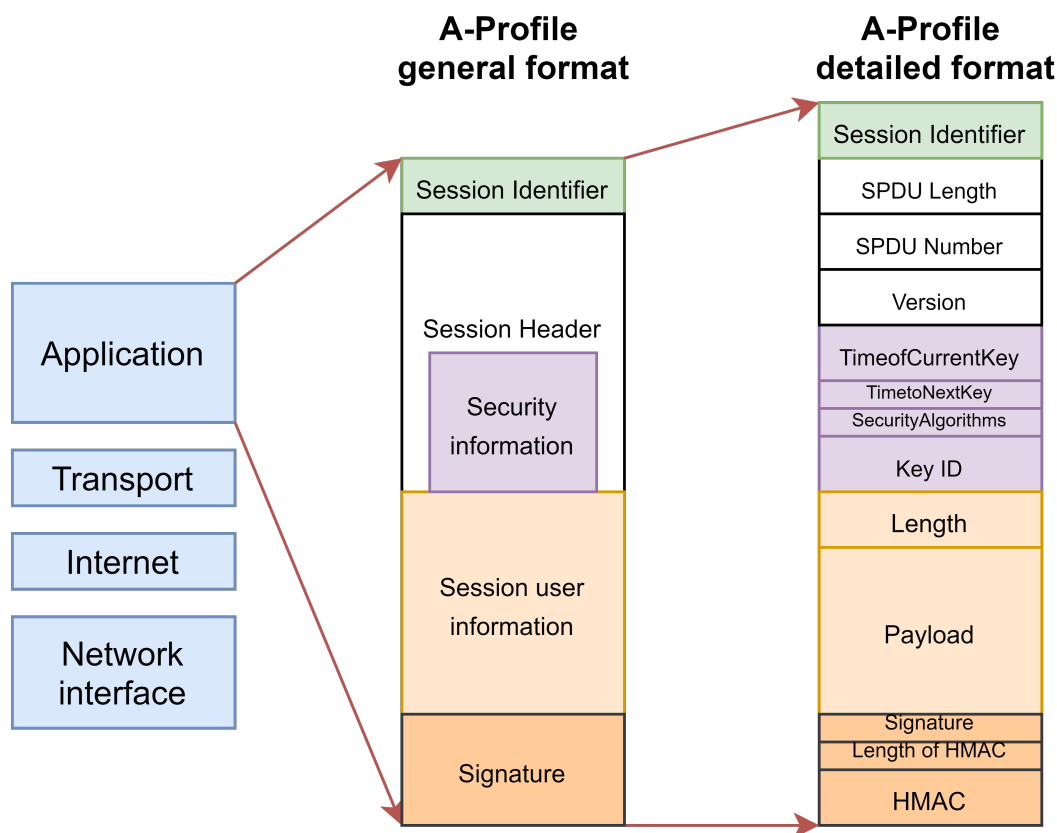 A-Profile
general format
A-Profile
detailed format
Application
Transport
Internet
Network
interface
Session Identifier
Session Header
Security
information
Session user
information
Signature
Session Identifier
SPDU Length
SPDU Number
Version
TimeofCurrentKey
TimetoNextKey
SecurityAlgorithms
Key ID
Length
Payload
Signature
Length of HMAC
HMAC